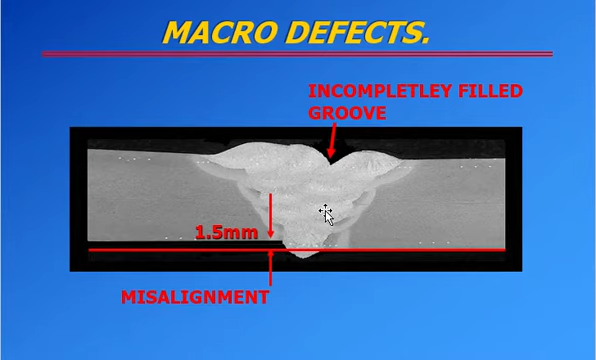 MACRO DEFECTS.
INCOMPLETLEY FILLED
GROOVE
1.5mm
MISALIGNMENT